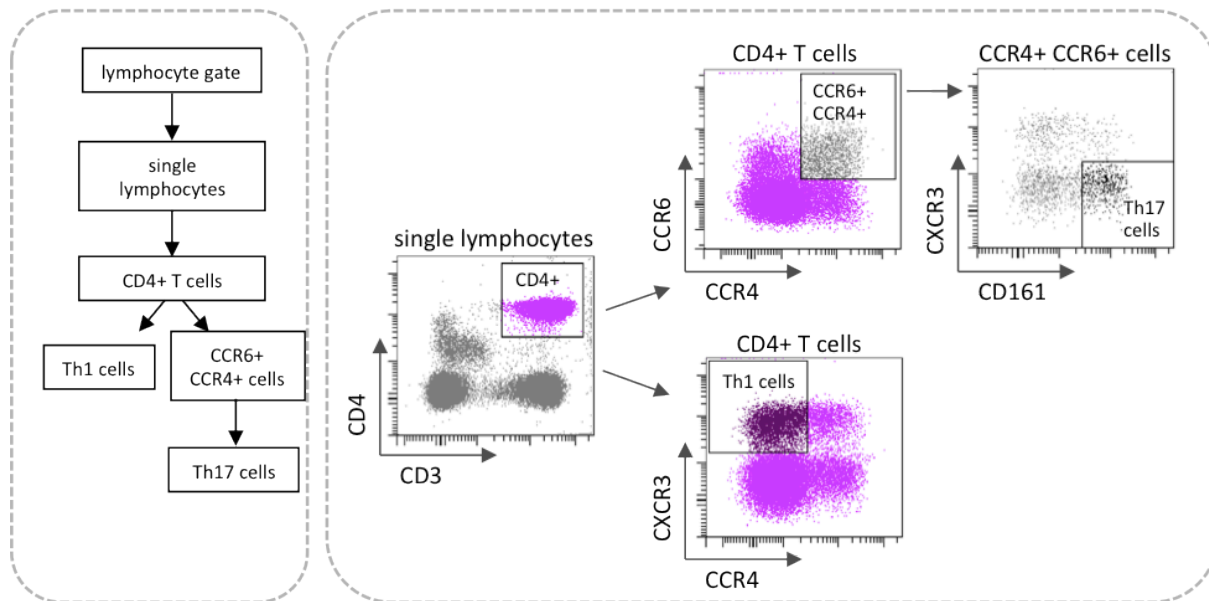 lymphocyte gate
single
lymphocytes
CD4+ T cells
Th1 cells
CCR6+
CCR4+ cells
Th17 cells
single lymphocytes
CD4+
CD4
CD3
CD4+ T cells
CCR6+
CCR4+
CCR6
CCR4
CCR4+ CCR6+ cells
Th17
cells
CXCR3
CD161
CD4+ T cells
Th1 cells
CXCR3
CCR4